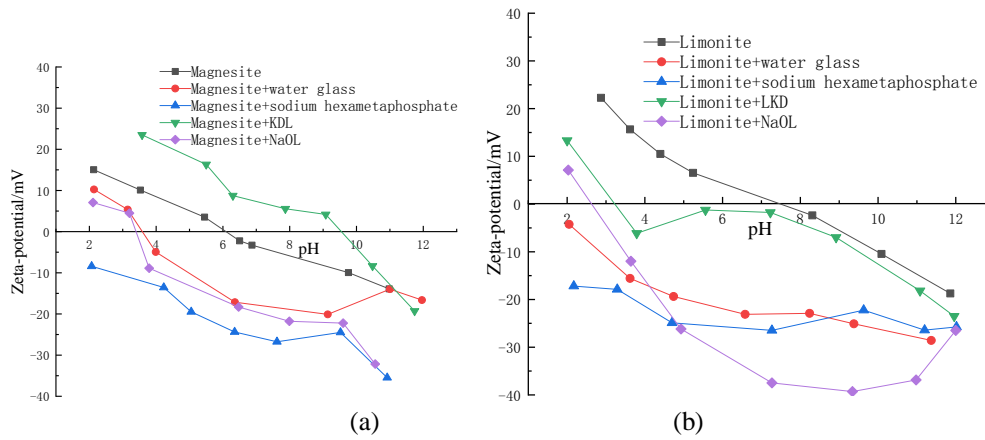 Zeta-potential/mV
40
30
20
10
0
-10
-20
-30
-40
Magnesite
Magnesite+water glass
Magnesite+sodium hexametaphosphate
Magnesite+KDL
Magnesite+NaOL
2 4 6 8 10 12
pH
(a)
Zeta-potential/mV
40
30
20
10
0
-10
-20
-30
-40
Limonite
Limonite+water glass
Limonite+sodium hexametaphosphate
Limonite+LKD
Limonite+NaOL
2 4 6 8 10 12
pH
(b)